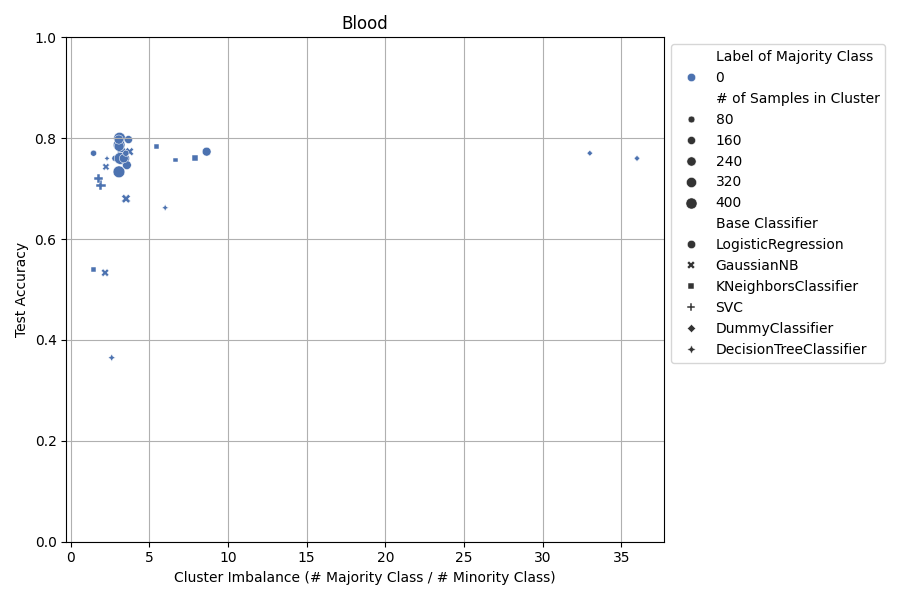 Blood
1.0
0.8
0.6
0.4
0.2
0.0
Test Accuracy
0 5 10 15 20 25 30 35
Cluster Imbalance (# Majority Class / # Minority Class)
Label of Majority Class
0
# of Samples in Cluster
80
160
240
320
400
Base Classifier
LogisticRegression
GaussianNB
KNeighborsClassifier
SVC
DummyClassifier
DecisionTreeClassifier